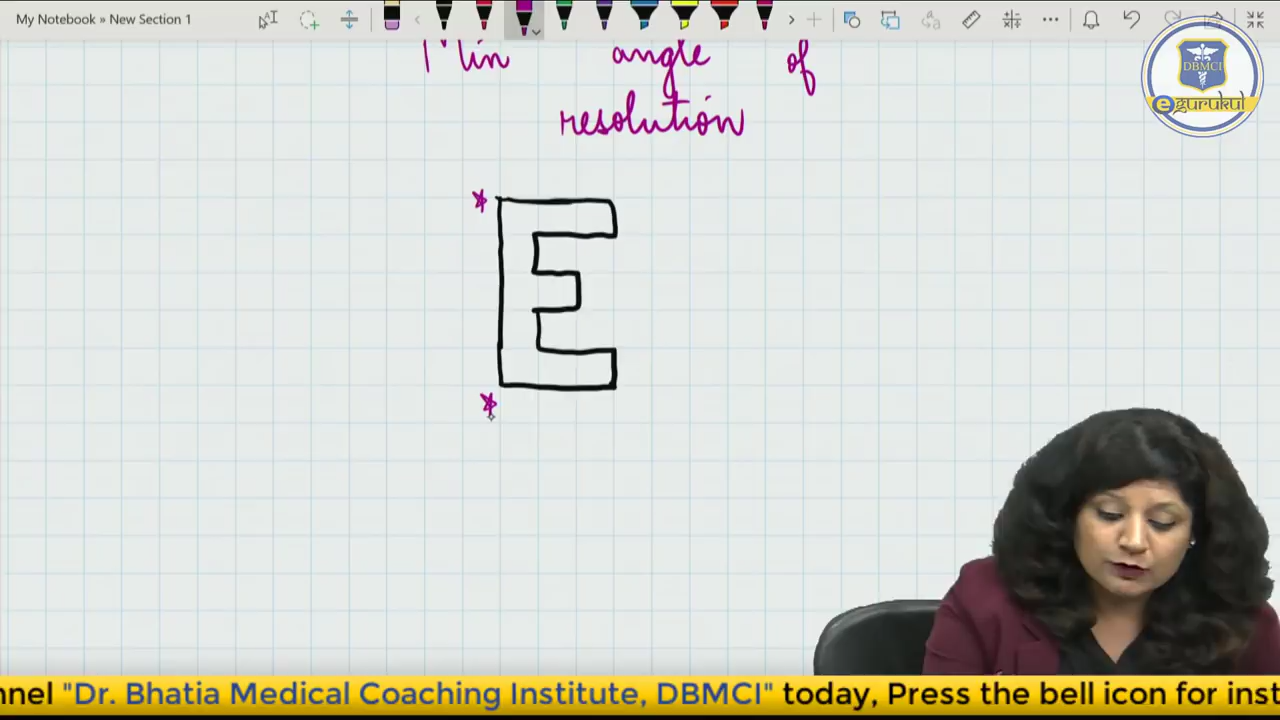 My Notebook » New Section 1
DBMCI
egurukul
Min angle of
resolution
* E
*
nnel "Dr. Bhatia Medical Coaching Institute, DBMCI" today, Press the bell icon for inst